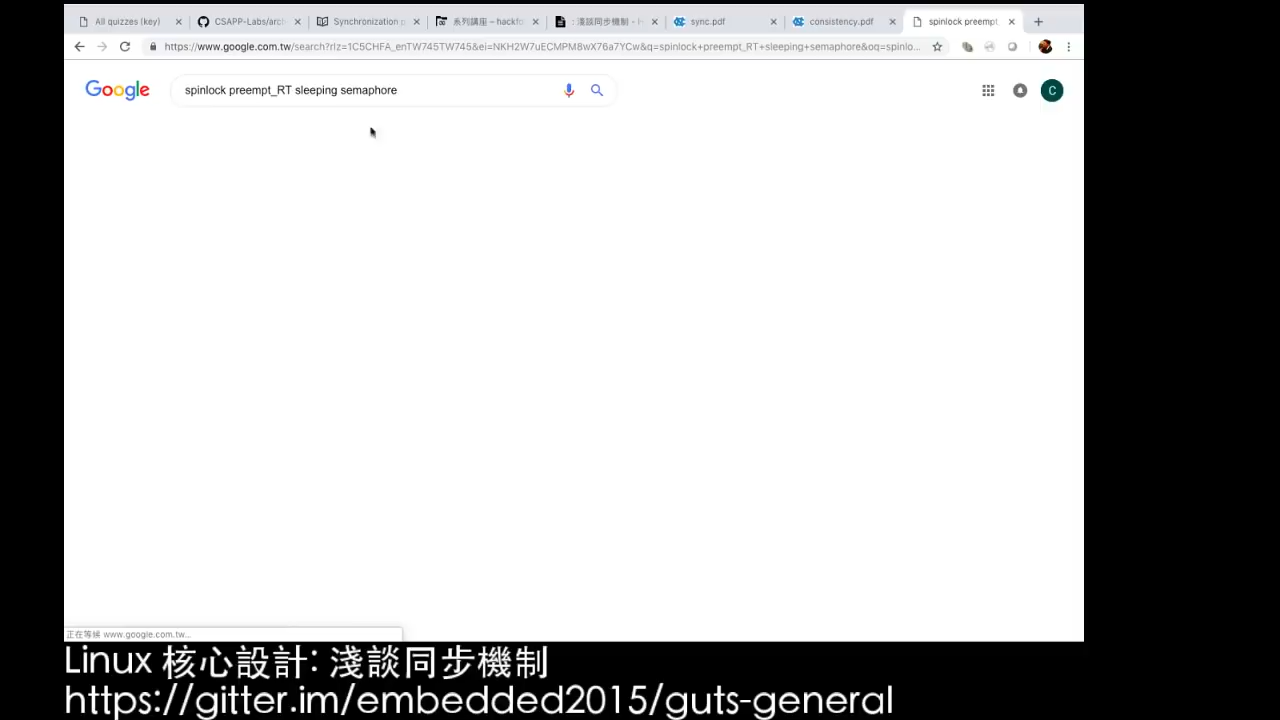 All quizzes (key)
CSAPP-Labs/arc
Synchronization
系列講座 – hackfo
: 淺談同步機制 -
sync.pdf
consistency.pdf
spinlock preempt
https://www.google.com.tw/search?rlz=1C5CHFA_enTW745TW745&ei=NKH2W7uECMPM8wX76a7YCw&q=spinlock+preempt_RT+sleeping+semaphore&oq=spinlo...
Google
spinlock preempt_RT sleeping semaphore
C
正在等候 www.google.com.tw...
Linux 核心設計: 淺談同步機制
https://gitter.im/embedded2015/guts-general